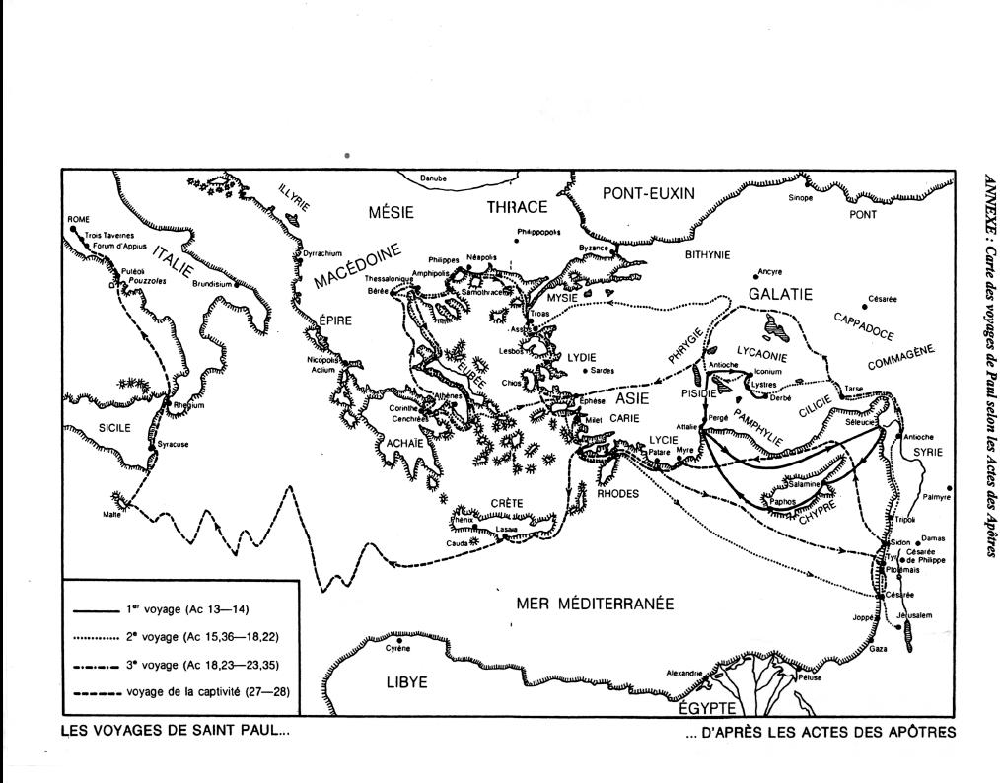 ANNEXE : Carte des voyages de Paul selon les Actes des Apôtres
Danube
ILLYRIE
MÉSIE
THRACE
PONT-EUXIN
Sinope
PONT
ROME
Trois Tavernes
Forum d'Appius
ITALIE
Philippopolis
Byzance
BITHYNIE
Dyrrachium
MACÉDOINE
Philippes
Néapolis
Amphipolis
Thessalonique
Bérée
Samothrace
MYSIE
Ancyre
GALATIE
Césarée
CAPPADOCE
COMMAGÈNE
Putéoli
Pouzzoles
Brundisium
ÉPIRE
Troas
Assos
PHRYGIE
LYCAONIE
Nicopolis
Actium
EUBÉE
Lesbos
LYDIE
Sardes
Antioche
Iconium
Lystres
Derbé
PISIDIE
Chios
Tarse
CILICIE
Rhegium
Athènes
Corinthe
Cenchrées
Ephèse
ASIE
Milet
CARIE
PAMPHYLIE
Pergé
Attalie
Séleucie
Antioche
SICILE
ACHAÏE
Syracuse
LYCIE
Patare
Myre
SYRIE
RHODES
Salamine
Paphos
CHYPRE
Palmyre
Malte
CRÈTE
Phénix
Lasaia
Cauda
Tripoli
Sidon
Damas
Tyr
Césarée
de Philippe
Ptolémaïs
Césarée
MER MÉDITERRANÉE
Joppé
Jérusalem
Gaza
Cyrène
LIBYE
Alexandrie
Péluse
ÉGYPTE
1er voyage (Ac 13—14)
2e voyage (Ac 15,36—18,22)
3e voyage (Ac 18,23—23,35)
voyage de la captivité (27—28)
LES VOYAGES DE SAINT PAUL...
... D'APRÈS LES ACTES DES APÔTRES